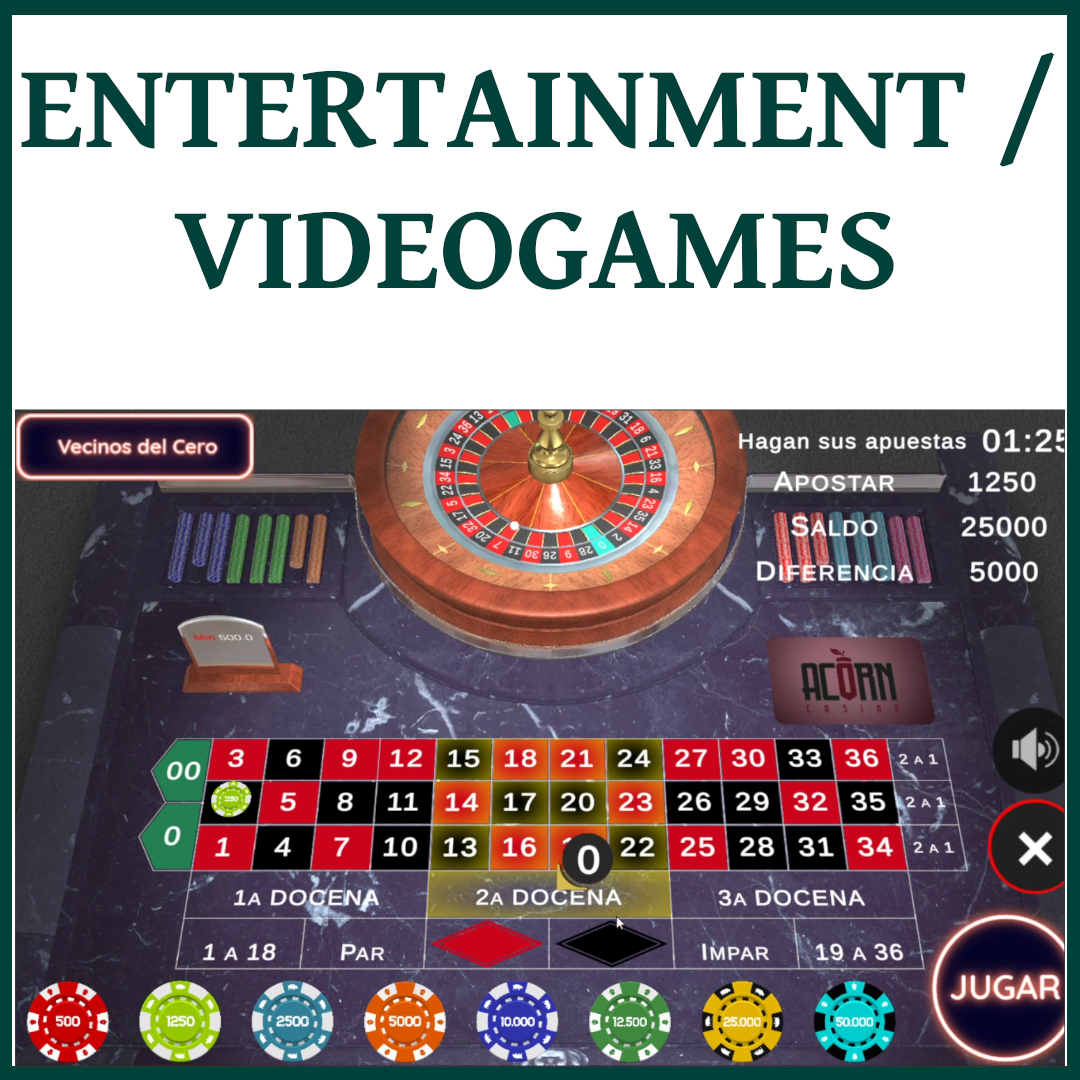 ENTERTAINMENT /
VIDEOGAMES
Vecinos del Cero
Hagan sus apuestas 01:25
APOSTAR 1250
SALDO 25000
DIFERENCIA 5000
Min 500.0
ACORN
CASINO
00 3 6 9 12 15 18 21 24 27 30 33 36 2 A 1
5 8 11 14 17 20 23 26 29 32 35 2 A 1
0 1 4 7 10 13 16 0 22 25 28 31 34 2 A 1
1A DOCENA 2A DOCENA 3A DOCENA
1 A 18 PAR IMPAR 19 A 36
JUGAR
500 1250 2500 5000 10.000 12.500 25.000 50.000